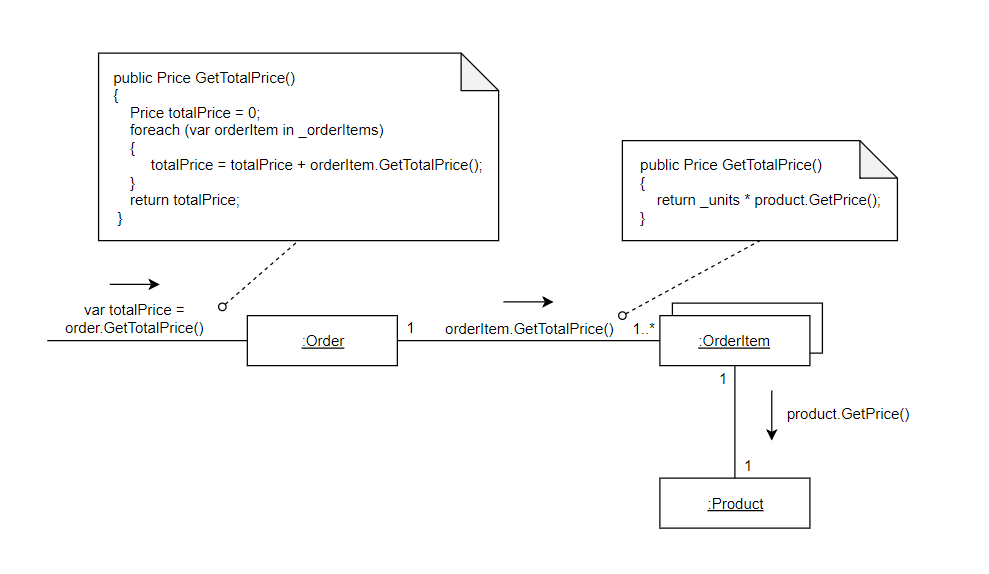 public Price GetTotalPrice()
{
Price totalPrice = 0;
foreach (var orderItem in _orderItems)
{
totalPrice = totalPrice + orderItem.GetTotalPrice();
}
return totalPrice;
}
public Price GetTotalPrice()
{
return _units * product.GetPrice();
}
var totalPrice =
order.GetTotalPrice()
:Order
1
orderItem.GetTotalPrice()
1..*
:OrderItem
1
product.GetPrice()
1
:Product